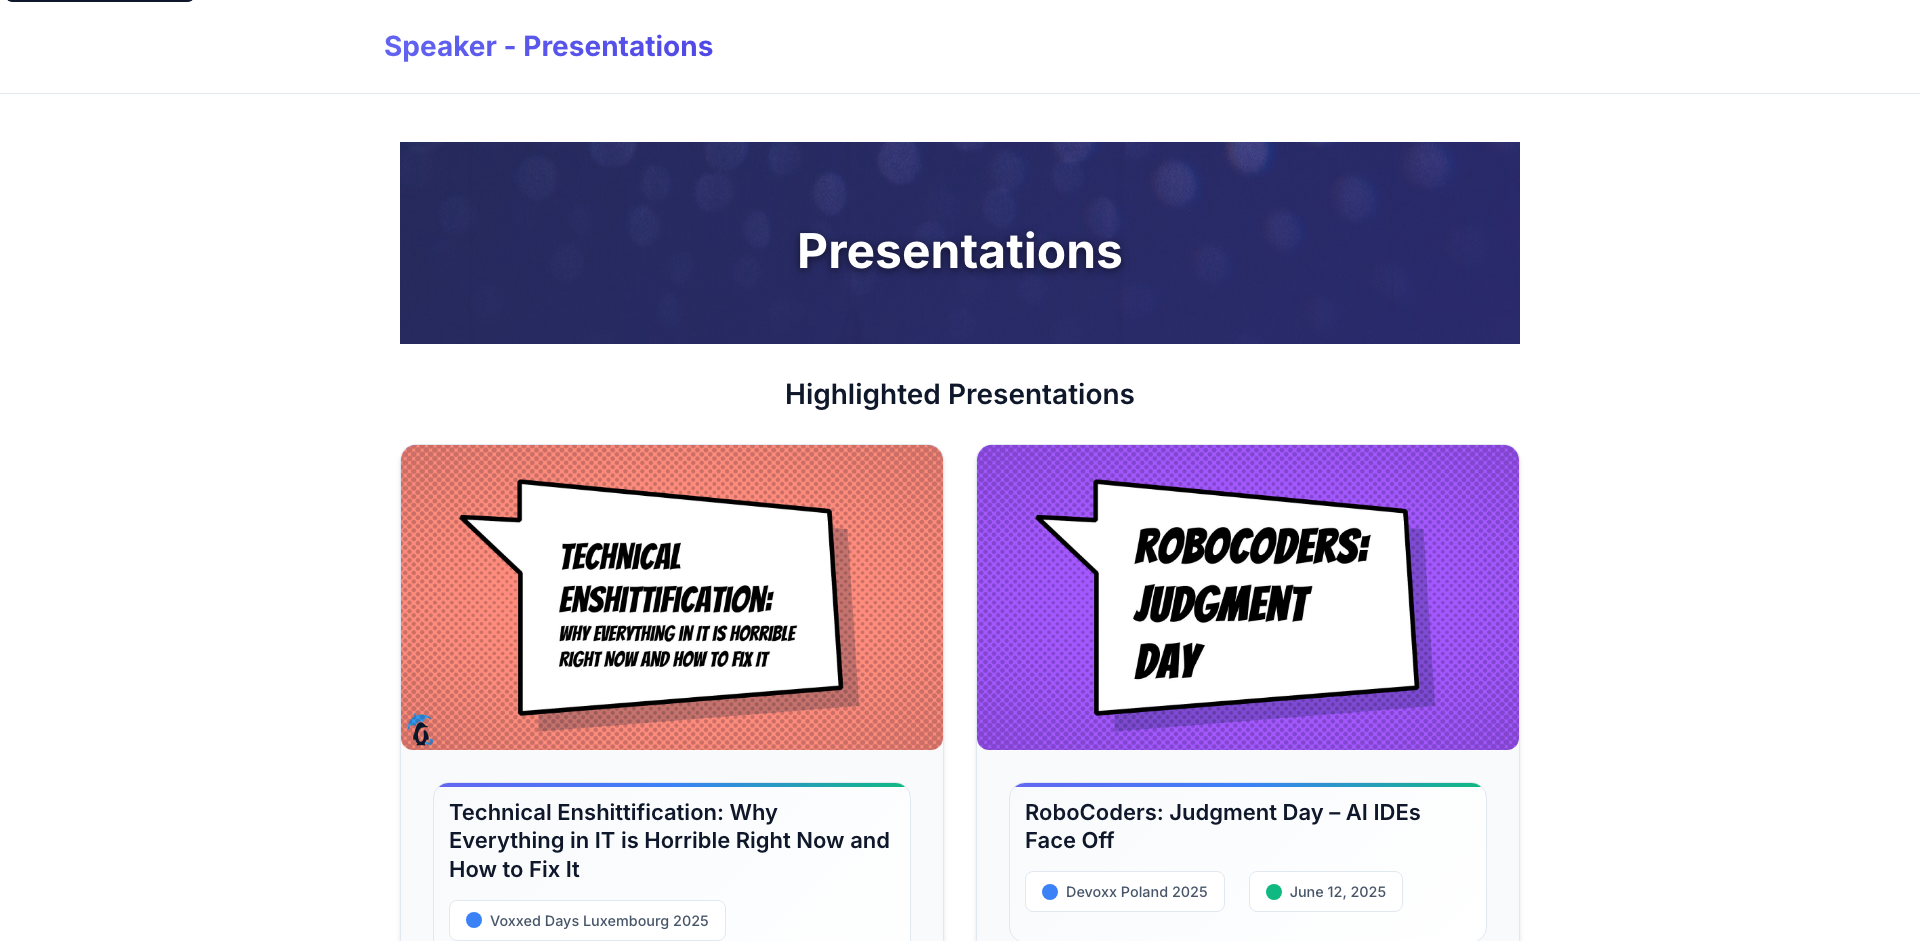 Speaker - Presentations
Presentations
Highlighted Presentations
TECHNICAL
ENSHITTIFICATION:
WHY EVERYTHING IN IT IS HORRIBLE
RIGHT NOW AND HOW TO FIX IT
Technical Enshittification: Why
Everything in IT is Horrible Right Now and
How to Fix It
Voxxed Days Luxembourg 2025
ROBOCODERS:
JUDGMENT
DAY
RoboCoders: Judgment Day – AI IDEs
Face Off
Devoxx Poland 2025
June 12, 2025